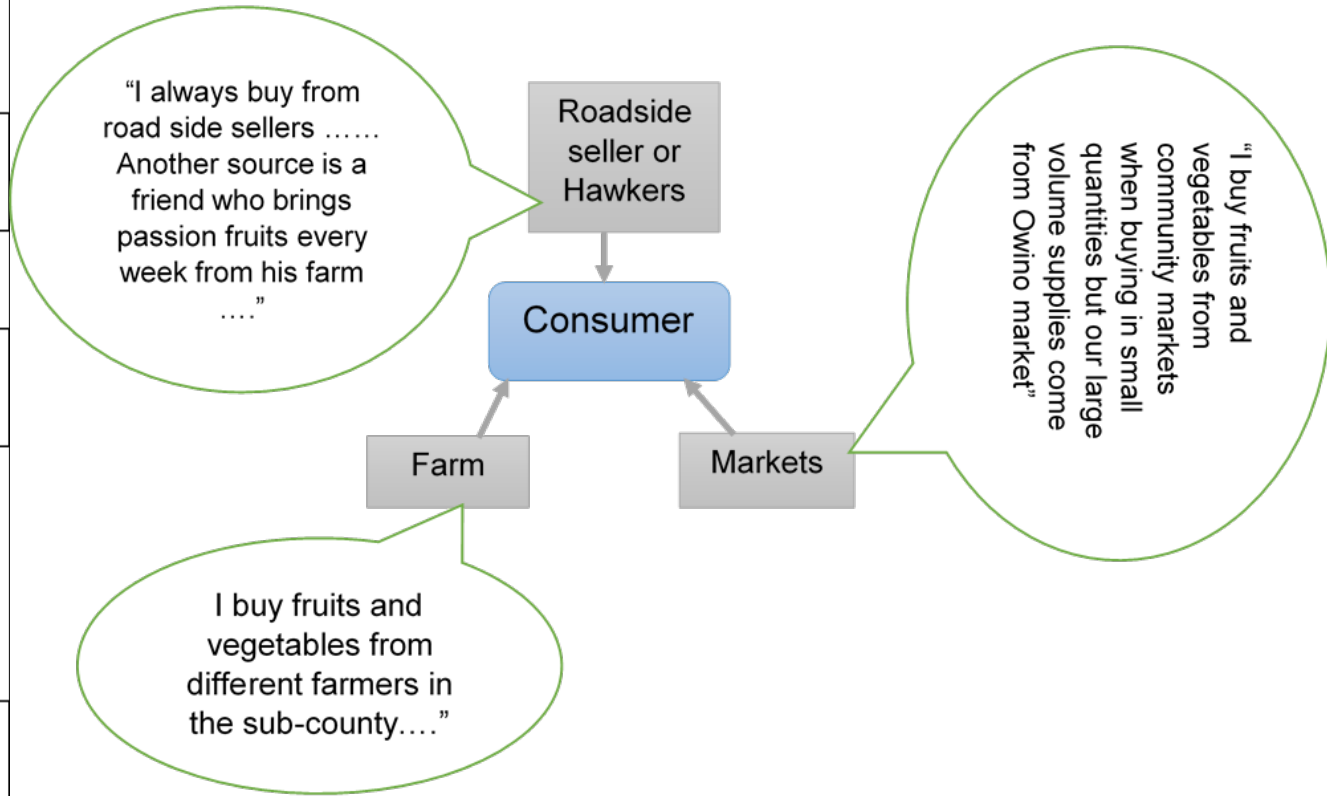 “I always buy from
road side sellers ……
Another source is a
friend who brings
passion fruits every
week from his farm
….”
Roadside
seller or
Hawkers
Consumer
Farm
Markets
“I buy fruits and
vegetables from
community markets
when buying in small
quantities but our large
volume supplies come
from Owino market”
I buy fruits and
vegetables from
different farmers in
the sub-county….”